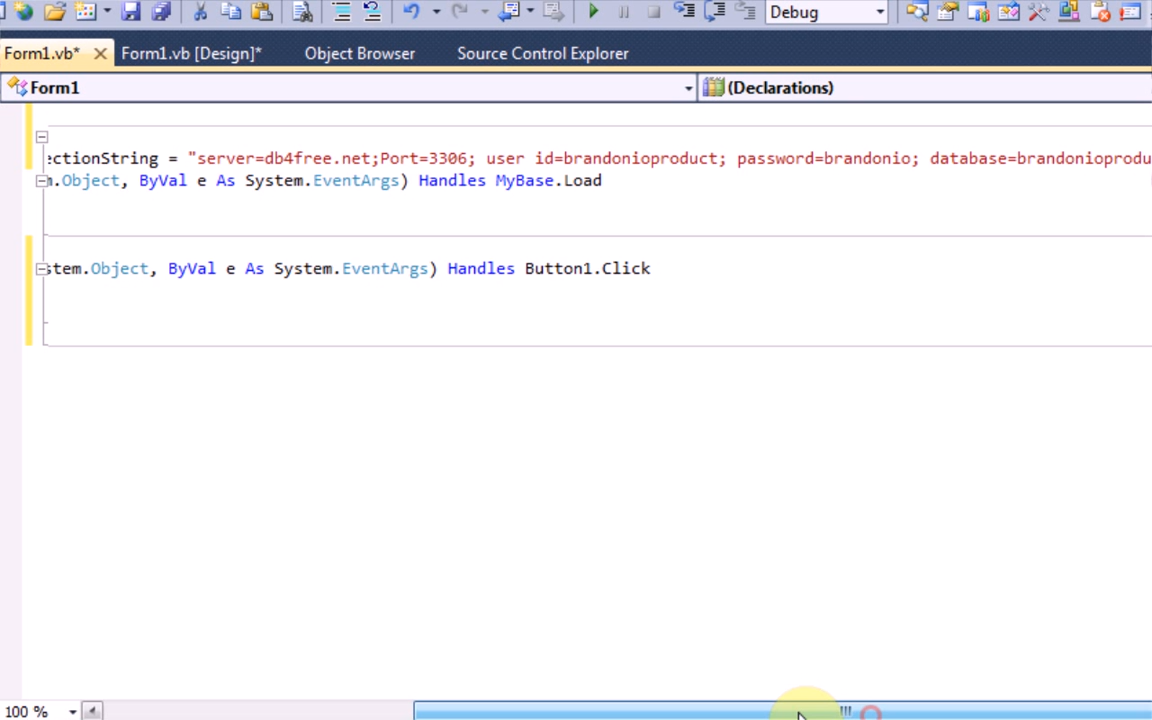 Debug
Form1.vb* Form1.vb [Design]* Object Browser Source Control Explorer
Form1 (Declarations)
ectionString = "server=db4free.net;Port=3306; user id=brandonioproduct; password=brandonio; database=brandonioprodu
.Object, ByVal e As System.EventArgs) Handles MyBase.Load
stem.Object, ByVal e As System.EventArgs) Handles Button1.Click
100 %